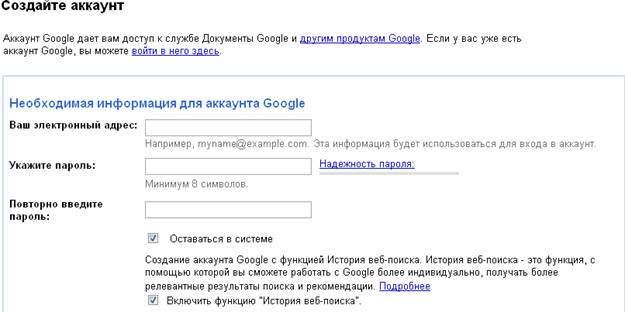 Создайте аккаунт
Аккаунт Google дает вам доступ к службе Документы Google и другим продуктам Google. Если у вас уже есть
аккаунт Google, вы можете войти в него здесь.
Необходимая информация для аккаунта Google
Ваш электронный адрес:
Например, myname@example.com. Эта информация будет использоваться для входа в аккаунт.
Укажите пароль: Надежность пароля:
Минимум 8 символов.
Повторно введите
пароль:
Оставаться в системе
Создание аккаунта Google с функцией История веб-поиска. История веб-поиска - это функция, с
помощью которой вы сможете работать с Google более индивидуально, получать более
релевантные результаты поиска и рекомендации. Подробнее
Включить функцию "История веб-поиска".